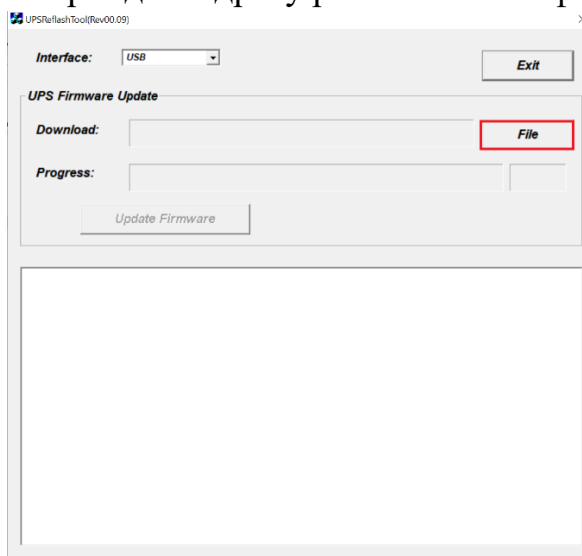 UPSReflashTool(Rev00.09)
Interface: USB
Exit
UPS Firmware Update
Download: File
Progress:
Update Firmware